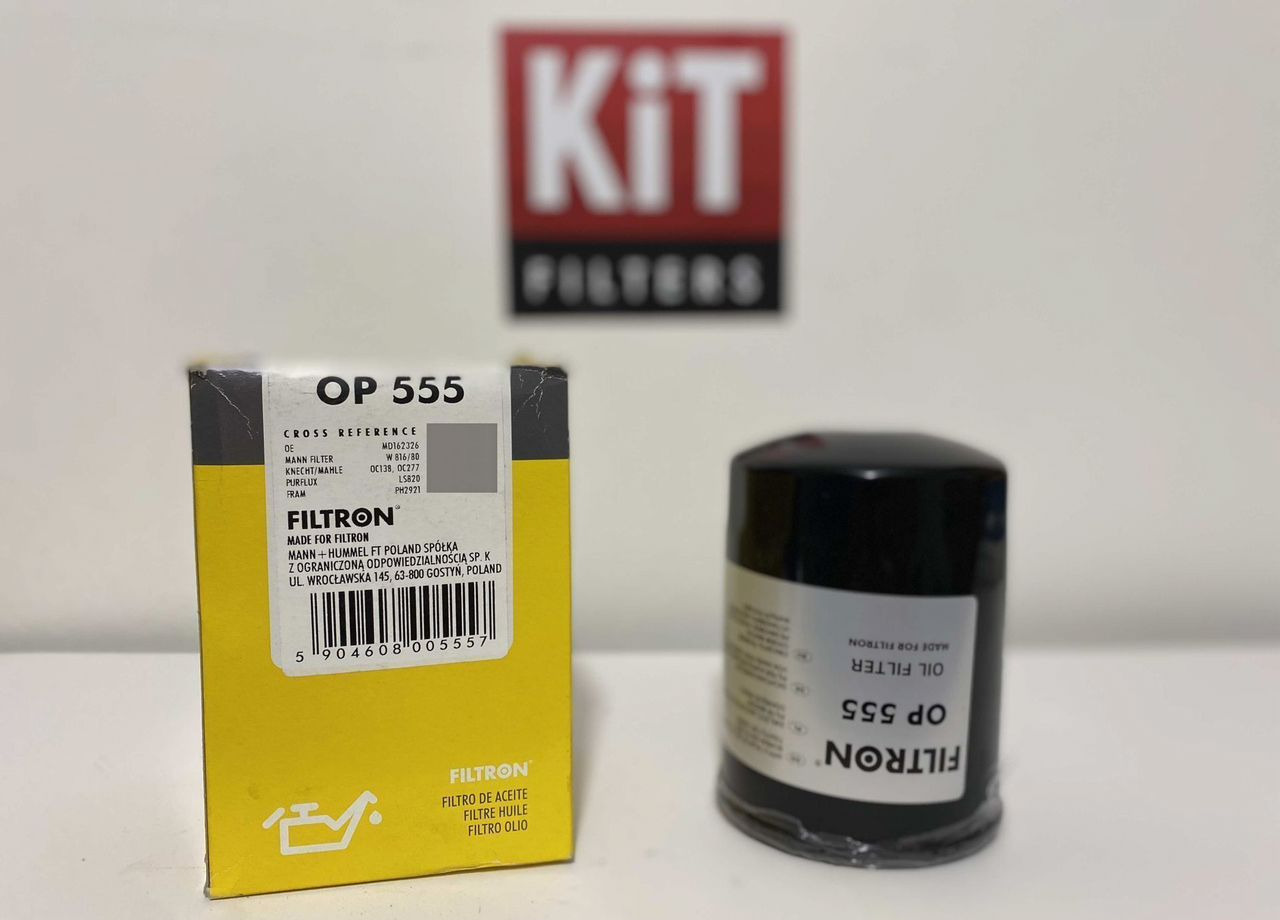 KiT
FILTERS
OP 555
CROSS REFERENCE
OE MD162326
MANN FILTER W 816/80
KNECHT/MAHLE OC138, OC277
PURFLUX LS820
FRAM PH2921
FILTRON®
MADE FOR FILTRON
MANN+HUMMEL FT POLAND SPÓŁKA
Z OGRANICZONĄ ODPOWIEDZIALNOŚCIĄ SP. K
UL. WROCŁAWSKA 145, 63-800 GOSTYŃ, POLAND
5 904608 005557
FILTRON®
FILTRO DE ACEITE
FILTRE HUILE
FILTRO OLIO
FILTRON®
OP 555
OIL FILTER
MADE FOR FILTRON